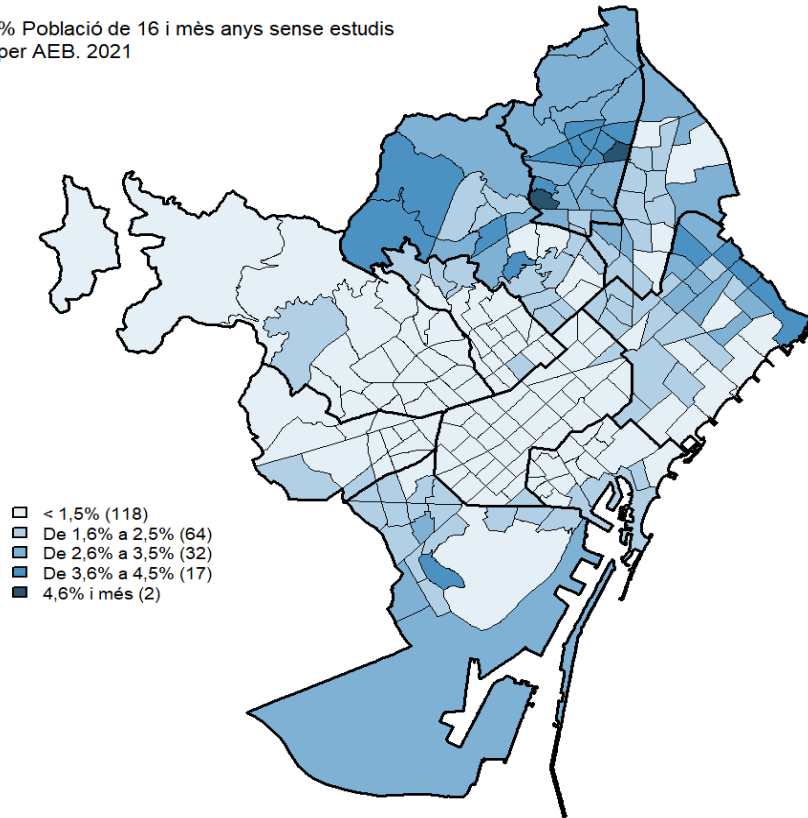 % Població de 16 i mès anys sense estudis
per AEB. 2021
< 1,5% (118)
De 1,6% a 2,5% (64)
De 2,6% a 3,5% (32)
De 3,6% a 4,5% (17)
4,6% i més (2)